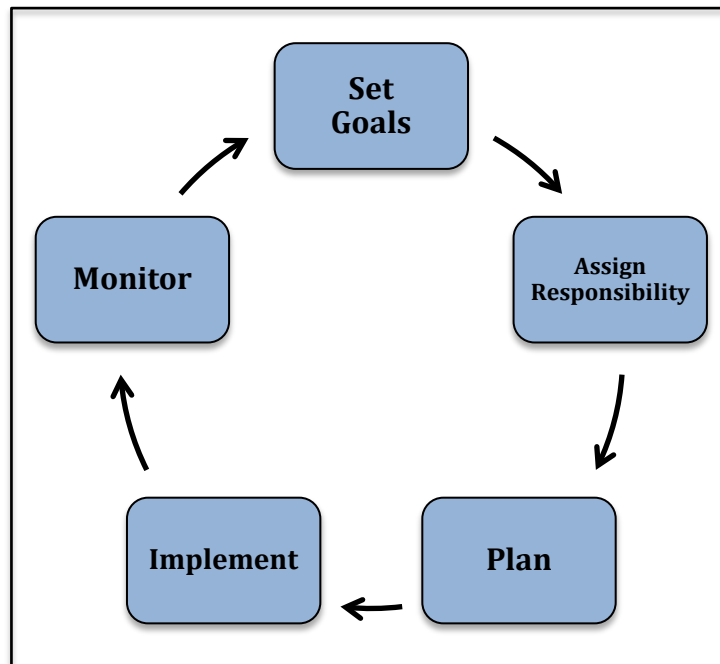 Set
Goals
Assign
Responsibility
Plan
Implement
Monitor